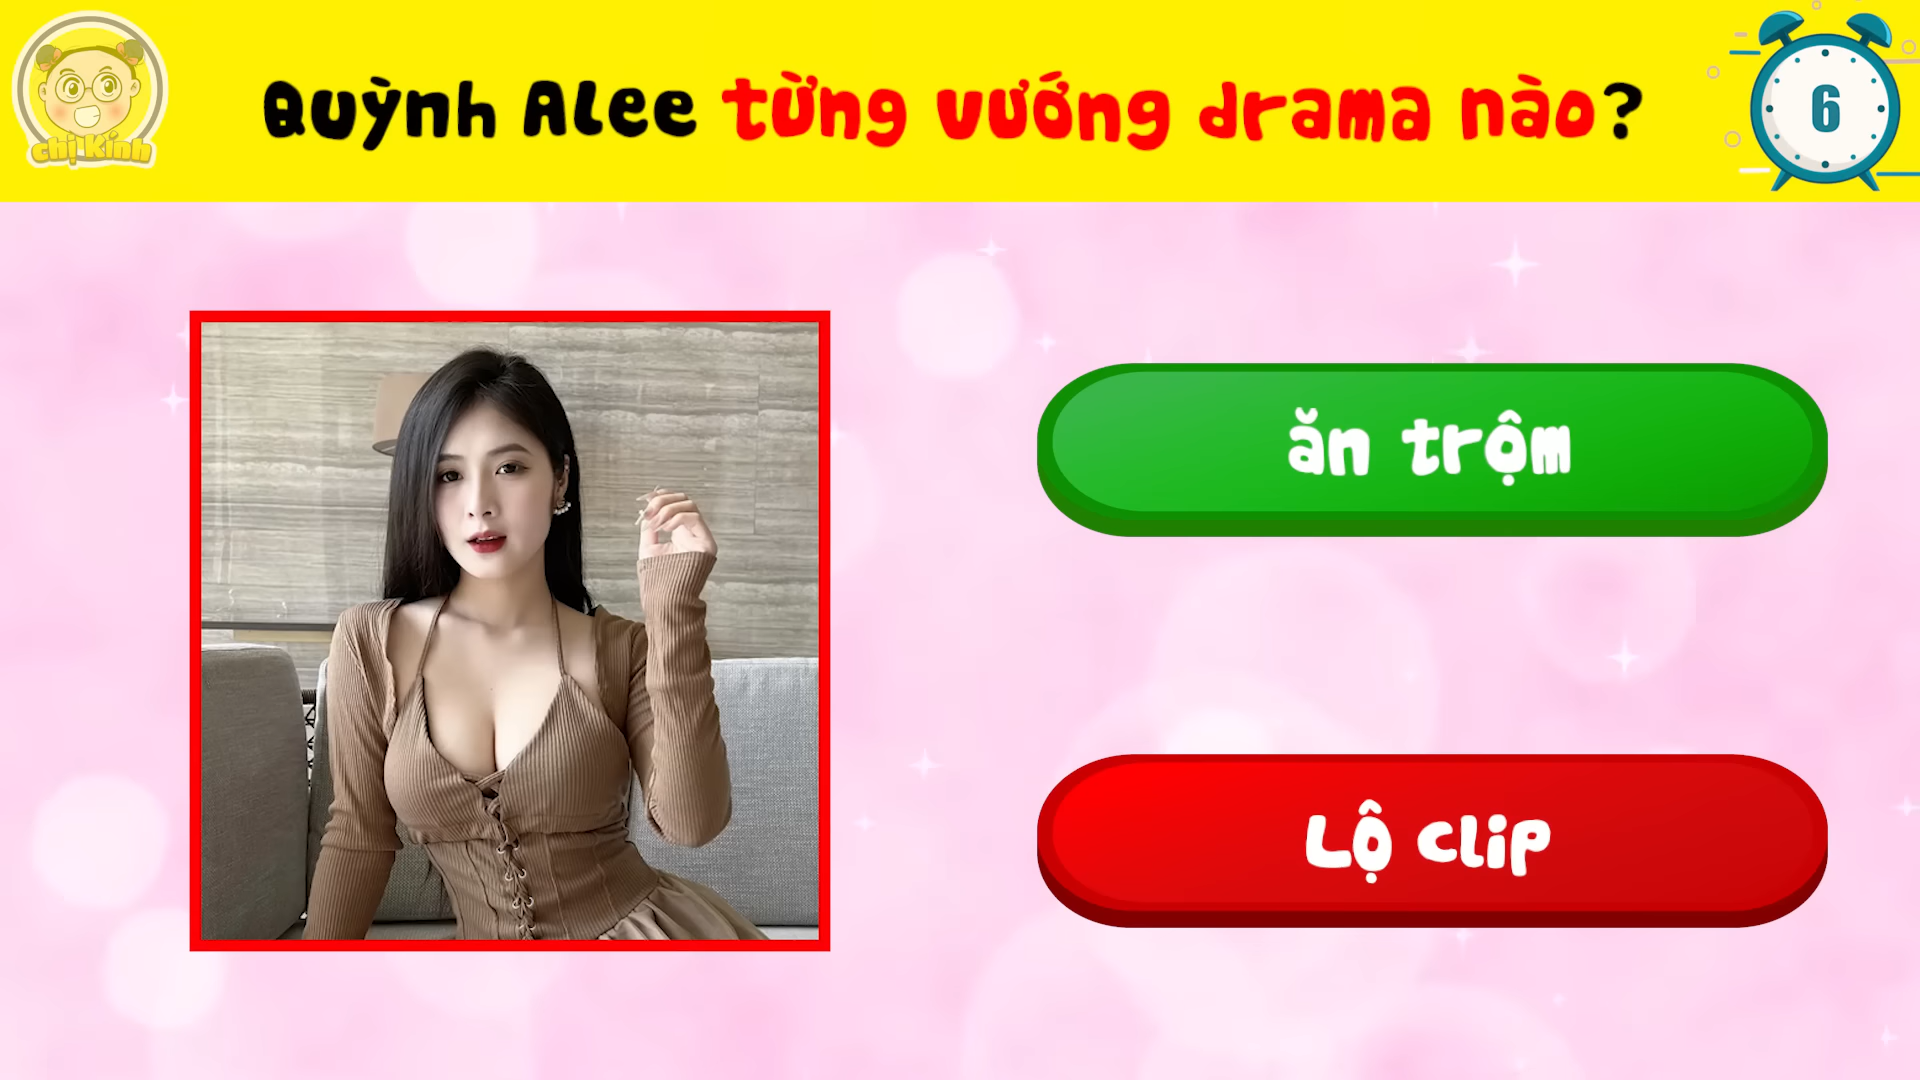 Quỳnh Alee từng vướng drama nào?
6
chị Kính
ăn trộm
Lộ clip